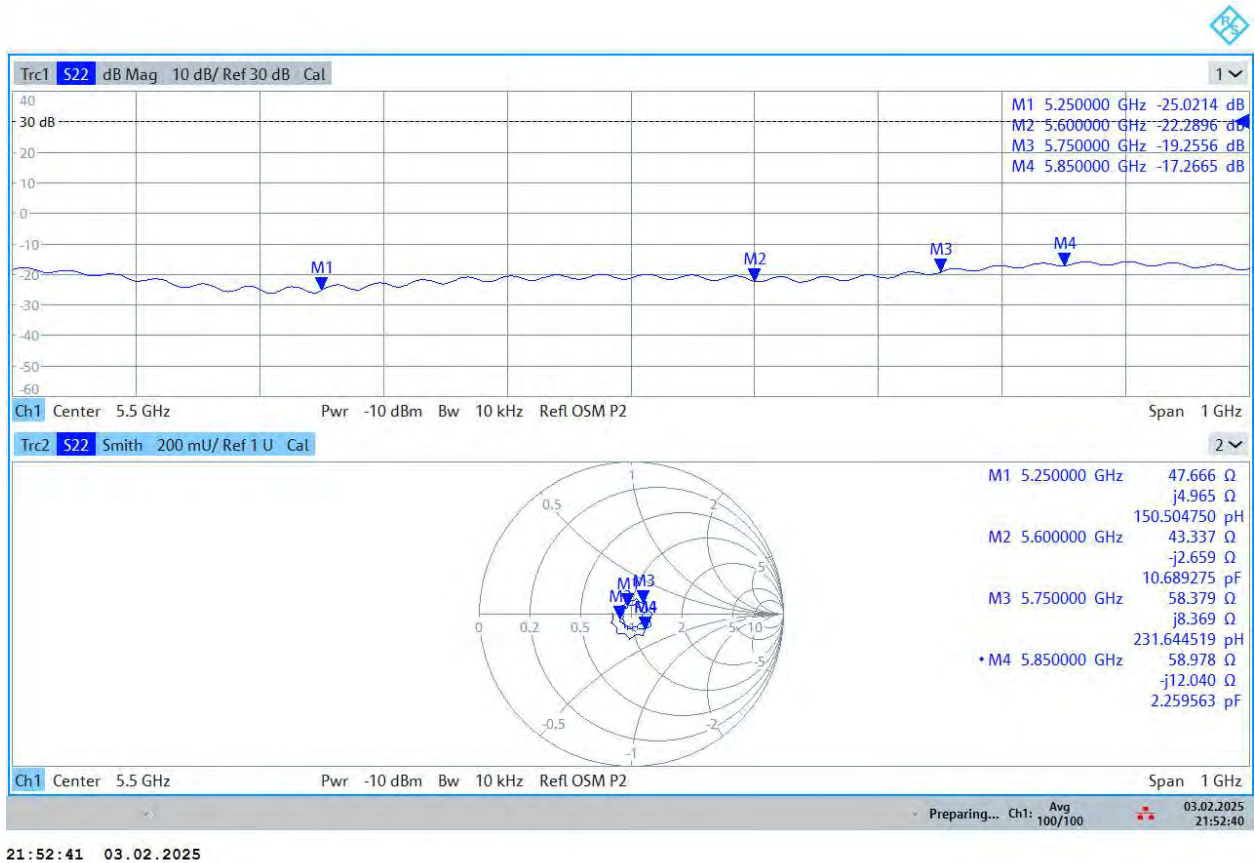 R&S
Trc1 S22 dB Mag 10 dB/ Ref 30 dB Cal
1
40
30 dB
20
10
0
-10
-20
-30
-40
-50
-60
M1 5.250000 GHz -25.0214 dB
M2 5.600000 GHz -22.2896 dB
M3 5.750000 GHz -19.2556 dB
M4 5.850000 GHz -17.2665 dB
M1
M2
M3
M4
Ch1 Center 5.5 GHz Pwr -10 dBm Bw 10 kHz Refl OSM P2 Span 1 GHz
Trc2 S22 Smith 200 mU/ Ref 1 U Cal
2
1
0.5
2
5
M1 M3
M2 M4
0 0.2 0.5 1 2 5 10
-5
-0.5
-2
-1
M1 5.250000 GHz 47.666 Ω
j4.965 Ω
150.504750 pH
M2 5.600000 GHz 43.337 Ω
-j2.659 Ω
10.689275 pF
M3 5.750000 GHz 58.379 Ω
j8.369 Ω
231.644519 pH
• M4 5.850000 GHz 58.978 Ω
-j12.040 Ω
2.259563 pF
Ch1 Center 5.5 GHz Pwr -10 dBm Bw 10 kHz Refl OSM P2 Span 1 GHz
Preparing... Ch1: Avg 100/100 03.02.2025
21:52:40
21:52:41 03.02.2025